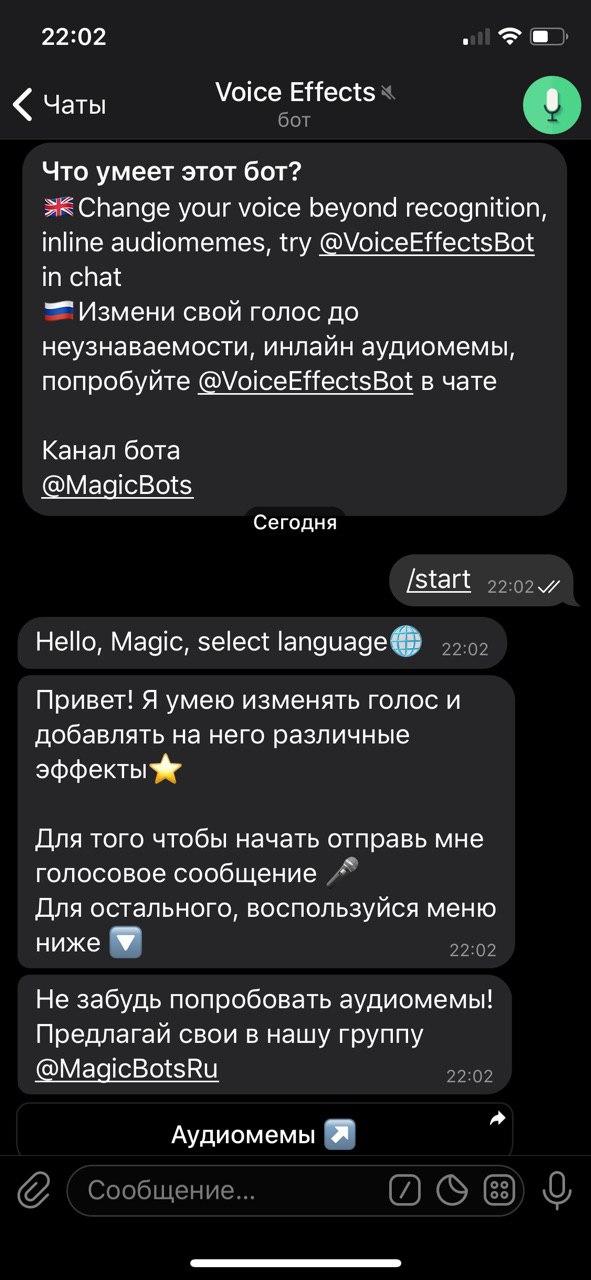 22:02
Чаты
Voice Effects
бот
Что умеет этот бот?
🇬🇧Change your voice beyond recognition,
inline audiomemes, try @VoiceEffectsBot
in chat
🇷🇺Измени свой голос до
неузнаваемости, инлайн аудиомемы,
попробуйте @VoiceEffectsBot в чате
Канал бота
@MagicBots
Сегодня
/start 22:02
Hello, Magic, select language🌐 22:02
Привет! Я умею изменять голос и
добавлять на него различные
эффекты⭐
Для того чтобы начать отправь мне
голосовое сообщение 🎤
Для остального, воспользуйся меню
ниже 🔽 22:02
Не забудь попробовать аудиомемы!
Предлагай свои в нашу группу
@MagicBotsRu 22:02
Аудиомемы ↗️
Сообщение...